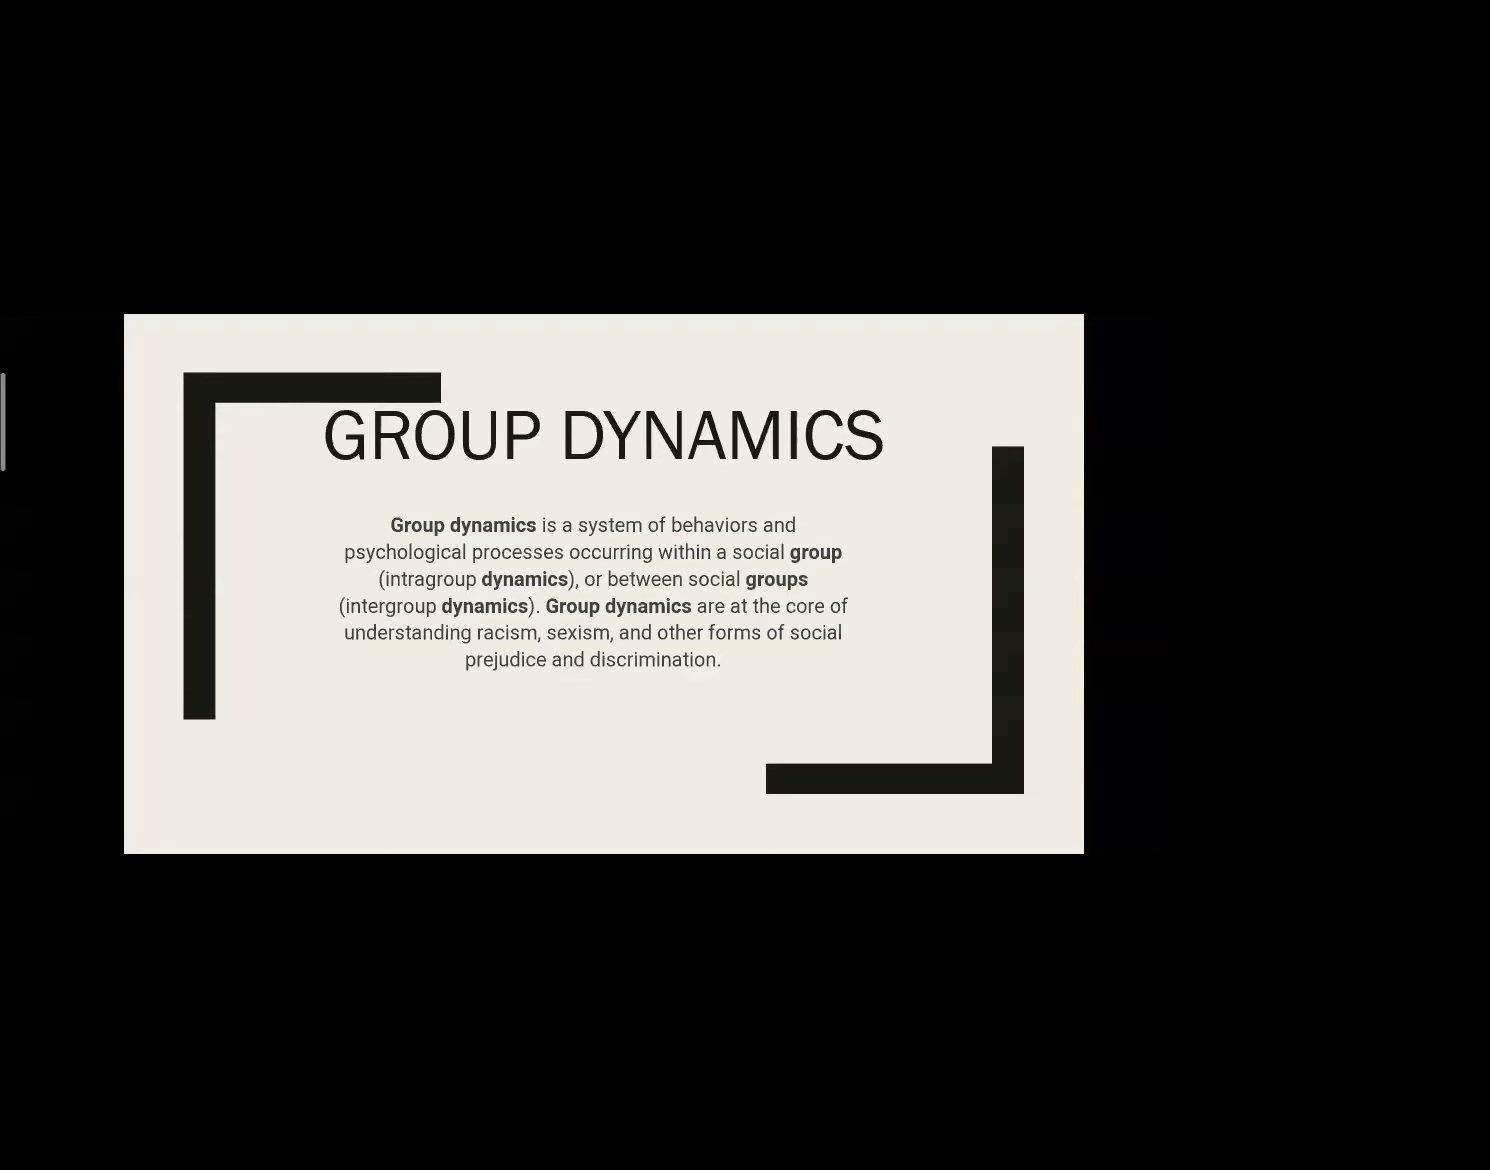 GROUP DYNAMICS
Group dynamics is a system of behaviors and
psychological processes occurring within a social group
(intragroup dynamics), or between social groups
(intergroup dynamics). Group dynamics are at the core of
understanding racism, sexism, and other forms of social
prejudice and discrimination.